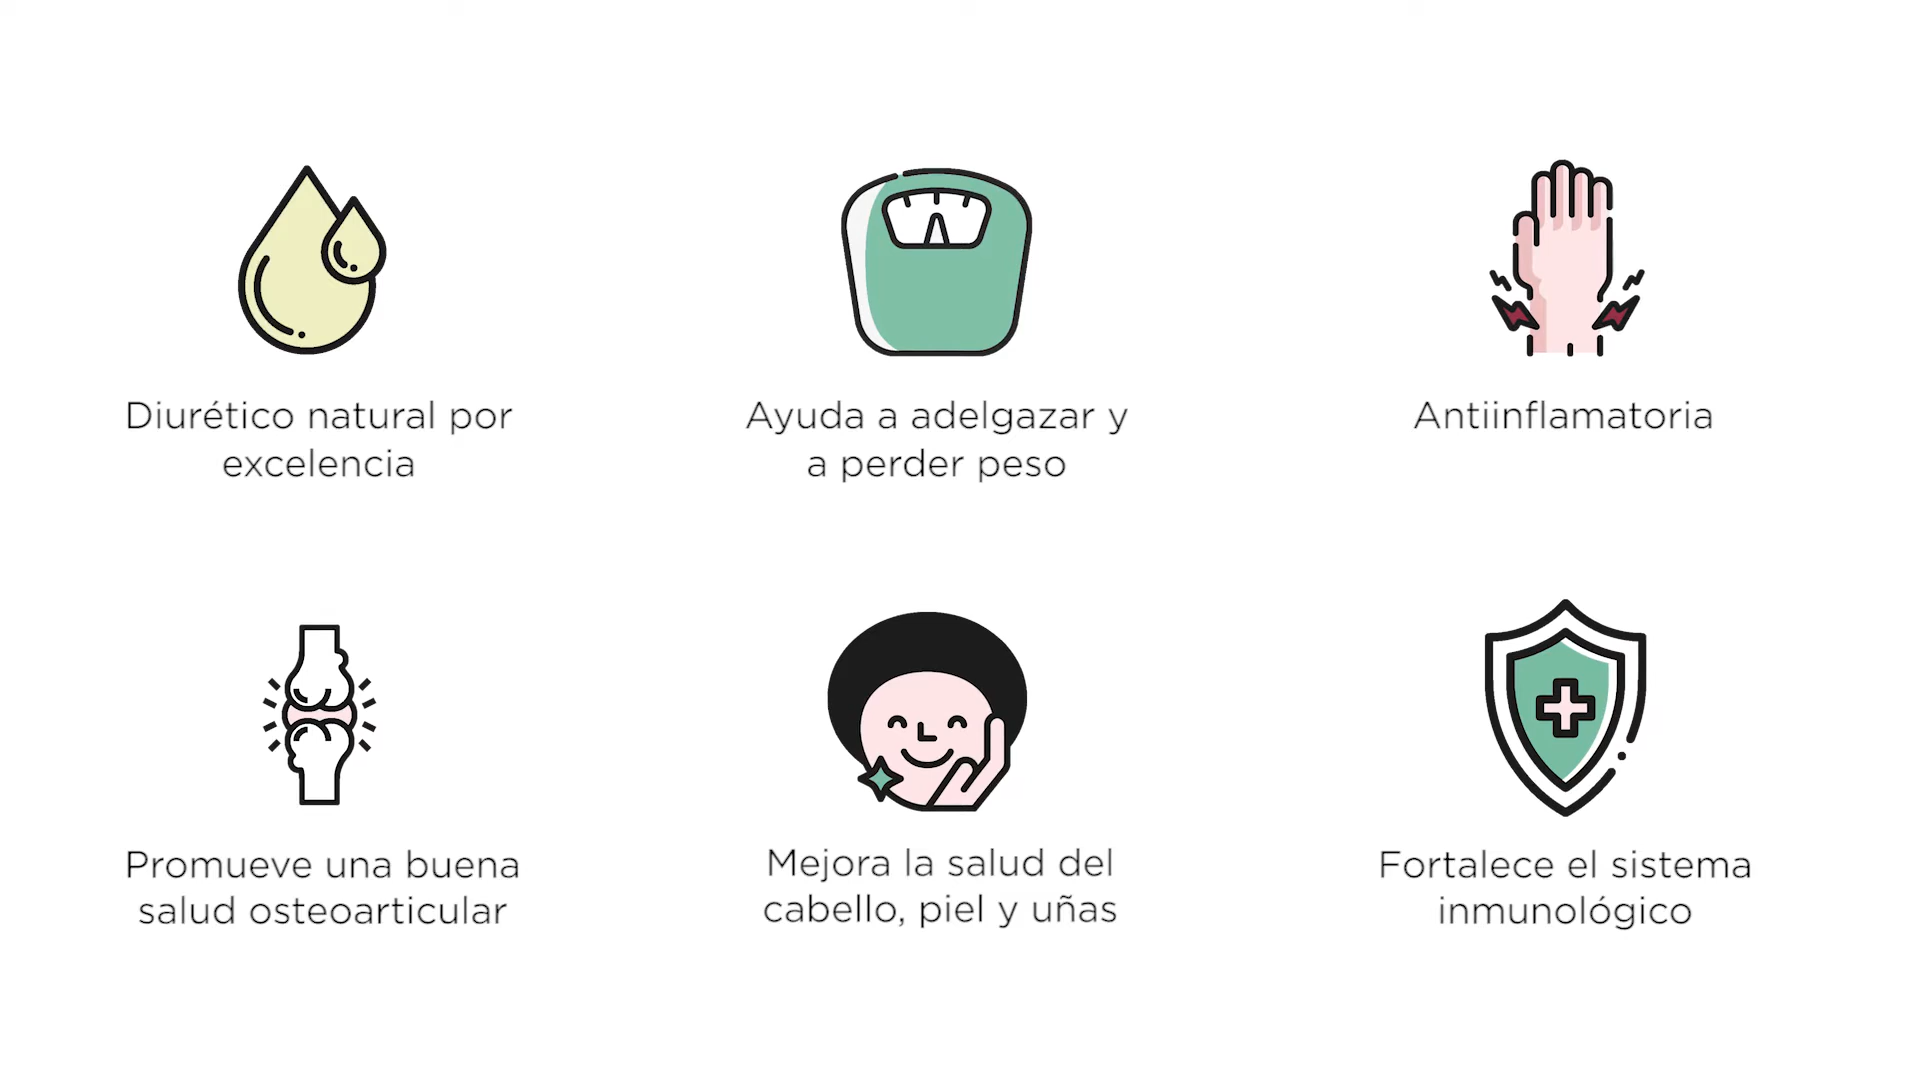 Diurético natural por
excelencia
Ayuda a adelgazar y
a perder peso
Antiinflamatoria
Promueve una buena
salud osteoarticular
Mejora la salud del
cabello, piel y uñas
Fortalece el sistema
inmunológico